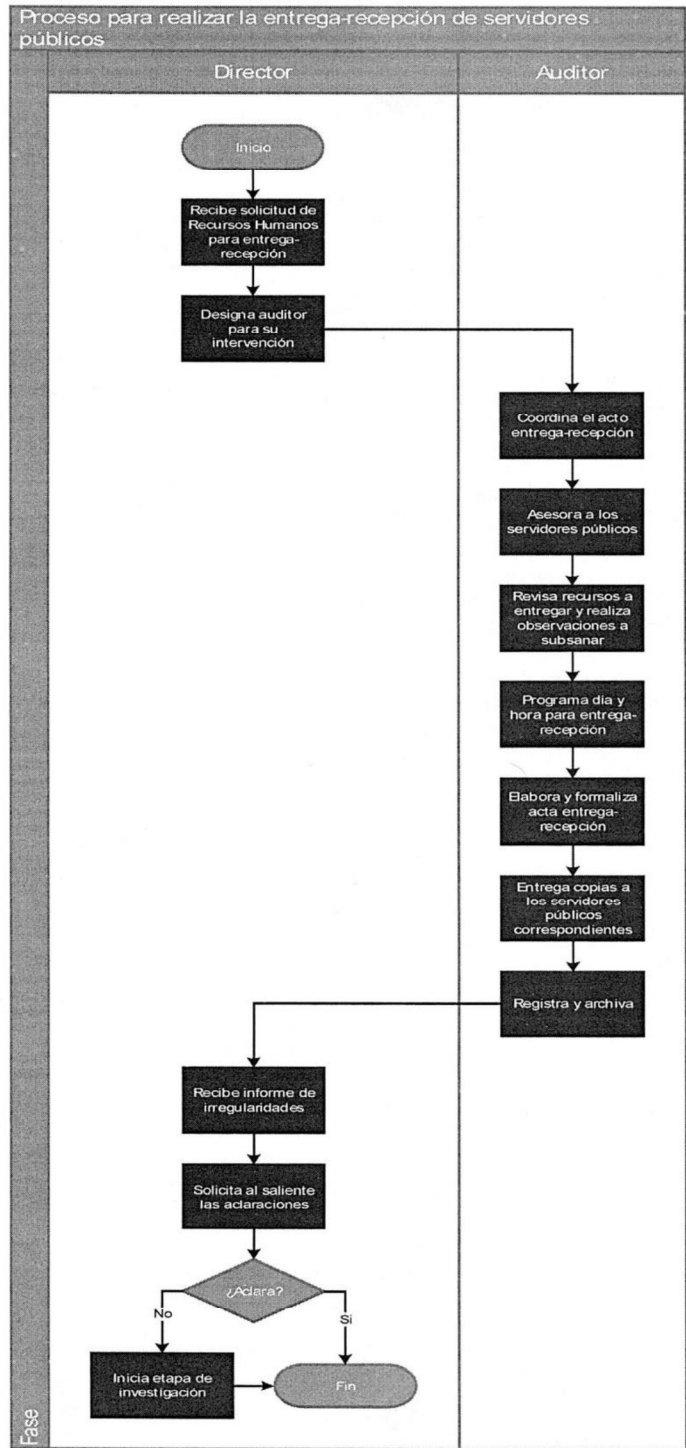 Proceso para realizar la entrega-recepción de servidores
públicos
Director
Auditor
Inicio
Recibe solicitud de
Recursos Humanos
para entrega-
recepción
Designa auditor
para su
intervención
Coordina el acto
entrega-recepción
Asesora a los
servidores públicos
Revisa recursos a
entregar y realiza
observaciones a
subsanar
Programa día y
hora para entrega-
recepción
Elabora y formaliza
acta entrega-
recepción
Entrega copias a
los servidores
públicos
correspondientes
Registra y archiva
Recibe informe de
irregularidades
Solicita al saliente
las aclaraciones
¿Aclara?
No
Si
Inicia etapa de
investigación
Fin
Fase